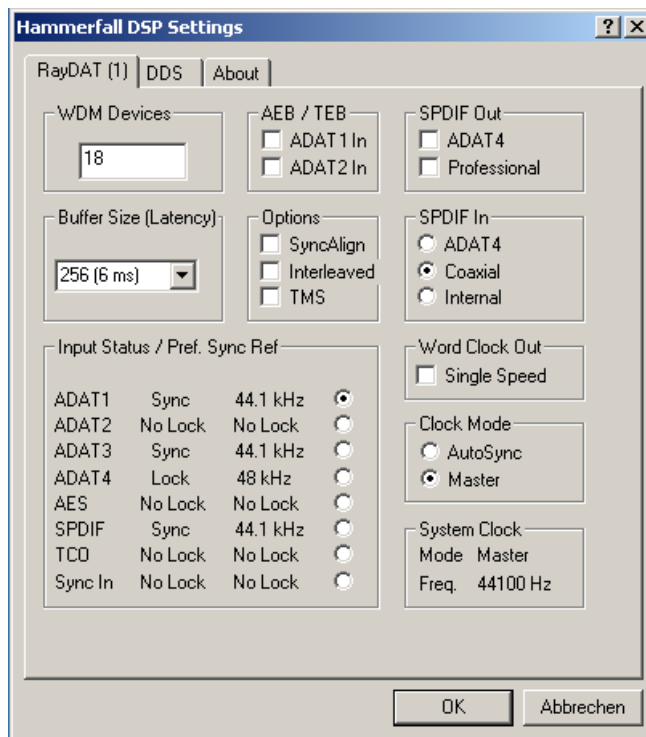 Hammerfall DSP Settings
RayDAT (1) DDS About
WDM Devices
18
AEB / TEB
ADAT1 In
ADAT2 In
SPDIF Out
ADAT4
Professional
Buffer Size (Latency)
256 (6 ms)
Options
SyncAlign
Interleaved
TMS
SPDIF In
ADAT4
Coaxial
Internal
Input Status / Pref. Sync Ref
ADAT1 Sync 44.1 kHz
ADAT2 No Lock No Lock
ADAT3 Sync 44.1 kHz
ADAT4 Lock 48 kHz
AES No Lock No Lock
SPDIF Sync 44.1 kHz
TCO No Lock No Lock
Sync In No Lock No Lock
Word Clock Out
Single Speed
Clock Mode
AutoSync
Master
System Clock
Mode Master
Freq. 44100 Hz
OK Abbrechen